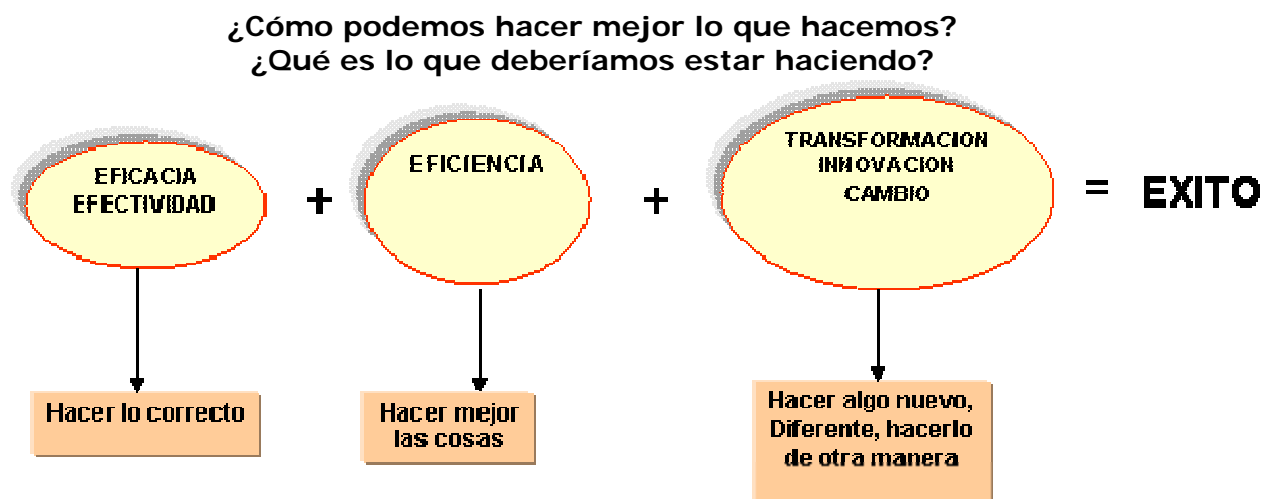 ¿Cómo podemos hacer mejor lo que hacemos?
¿Qué es lo que deberíamos estar haciendo?
EFICACIA
EFECTIVIDAD
+
EFICIENCIA
+
TRANSFORMACION
INNOVACION
CAMBIO
= EXITO
Hacer lo correcto
Hacer mejor
las cosas
Hacer algo nuevo,
Diferente, hacerlo
de otra manera